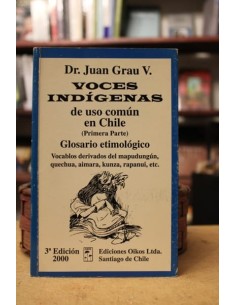 Dr. Juan Grau V.
VOCES
INDÍGENAS
de uso común
en Chile
(Primera Parte)
Glosario etimológico
Vocablos derivados del mapudungún,
quechua, aimara, kunza, rapanui, etc.
3ª Edición
2000
Ediciones Oikos Ltda.
Santiago de Chile